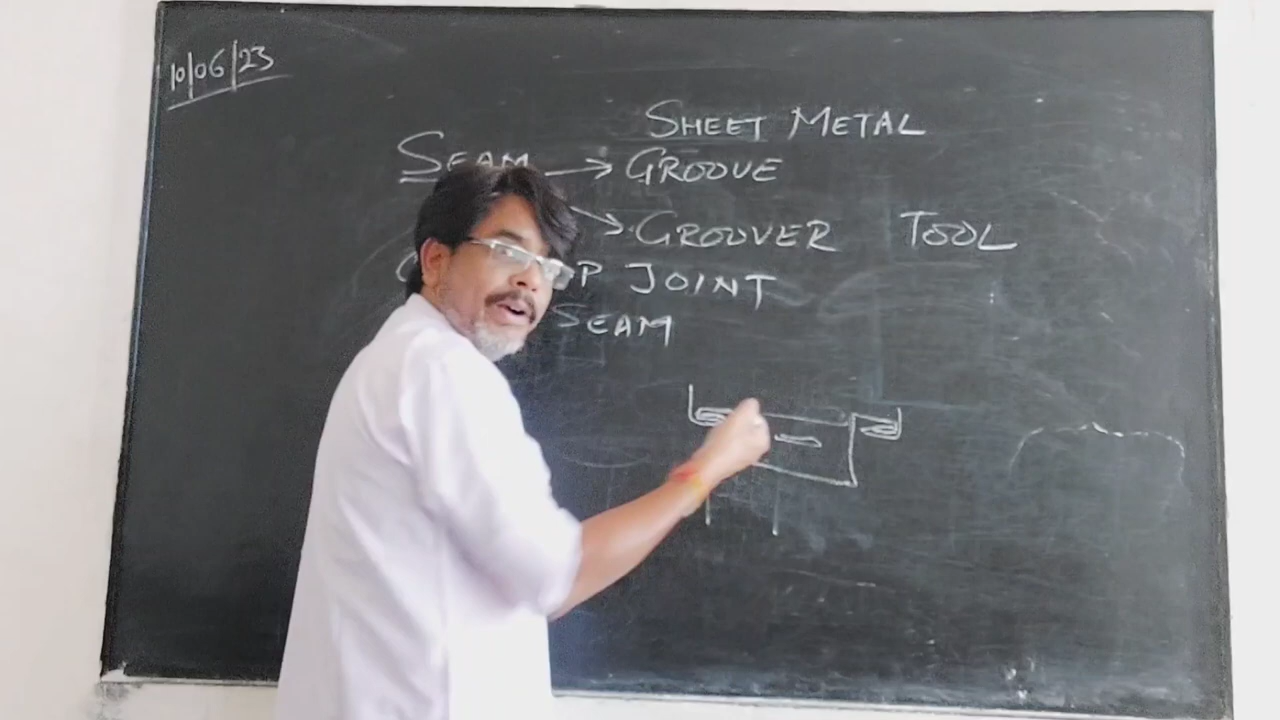 10/06/23
SHEET METAL
SEAM → GROOVE
→ GROOVER TOOL
JOINT
SEAM